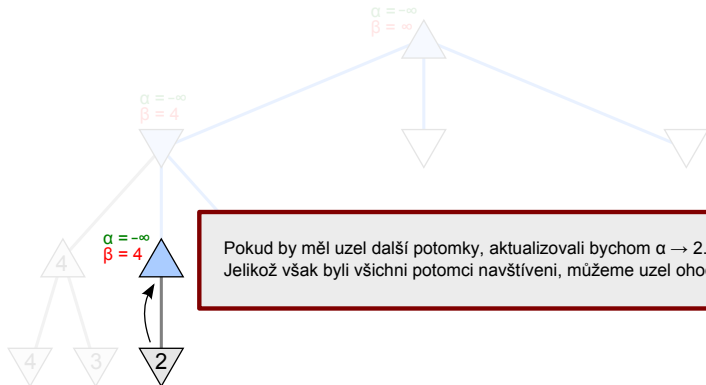 α = -∞
β = ∞
α = -∞
β = 4
α = -∞
β = 4
Pokud by měl uzel další potomky, aktualizovali bychom α → 2.
Jelikož však byli všichni potomci navštíveni, můžeme uzel
4
4
3
2